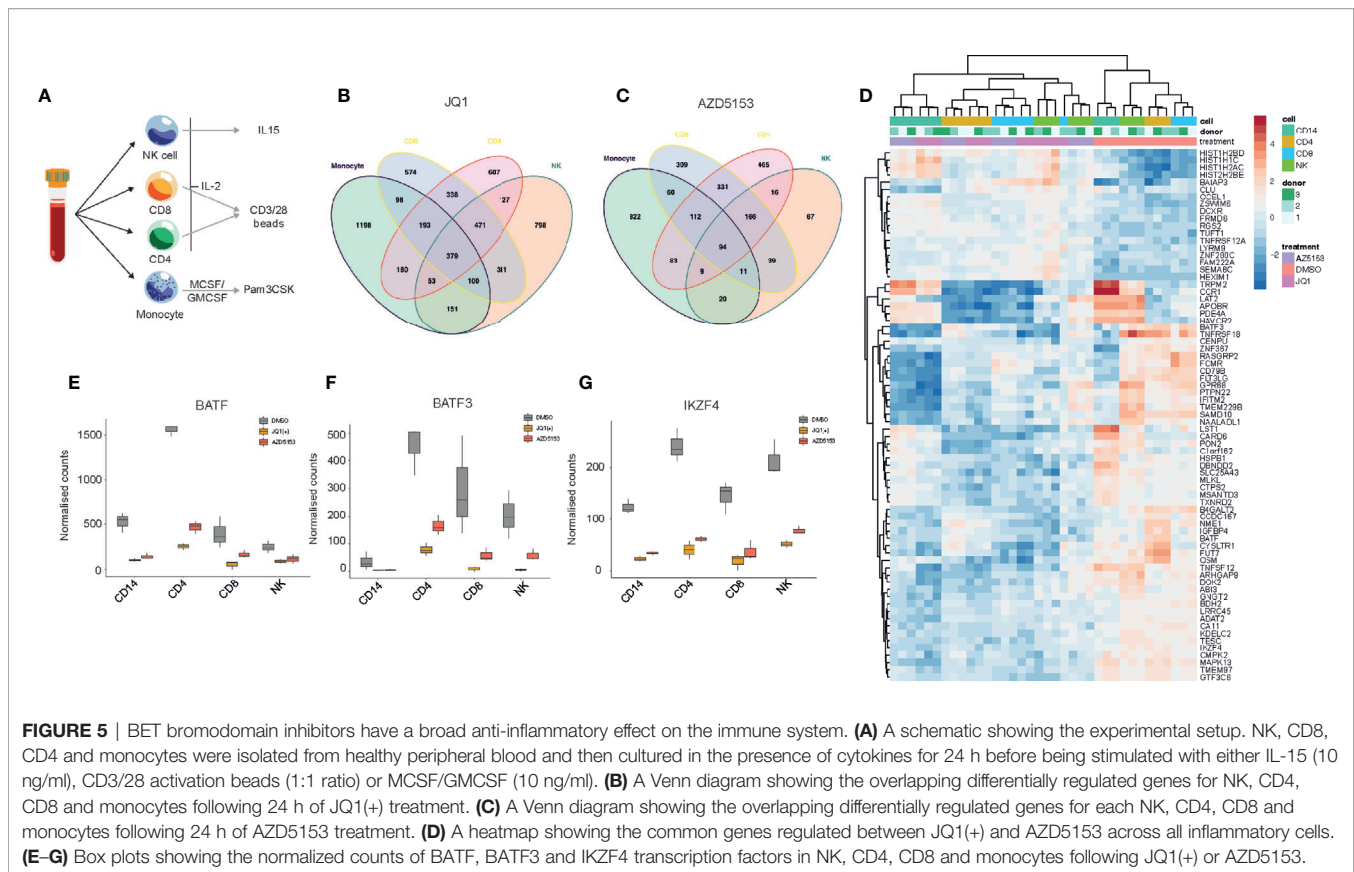 A
NK cell
CD8
CD4
Monocyte
IL-2
MCSF/
GMCSF
IL15
CD3/28
beads
Pam3CSK
B
JQ1
Monocyte
CD8
CD4
NK
574
607
98
338
27
1198
193
471
798
379
180
311
53
100
151
C
AZD5153
Monocyte
CD8
CD4
NK
309
465
60
331
16
822
112
166
67
94
83
39
9
11
20
D
cell
donor
treatment
HIST1H2BD
HIST1H1C
HIST1H2AC
HIST2H2BE
BAIAP3
CLU
CCEL1
ZSWIM8
DCXR
FRMD6
RGS2
TUFT1
TNFRSF12A
LYRM9
ZNF280C
FAM222A
SEMA6C
HEXIM1
TRPM2
CCR1
LAT2
APOBR
PDE4A
HAVCR2
BATF3
TNFRSF18
CENPU
ZNF367
RASGRP2
FCMR
CD79B
FLT3LG
GPR68
PTPN22
IFITM2
TMEM229B
SAMD10
NAALADL1
LST1
CARD6
PON2
C1orf162
HSPB1
DBNDD2
SLC25A43
MLKL
CTPS2
MSANTD3
TXNRD2
B4GALT2
CCDC167
NME1
IGFBP4
BATF
CYSLTR1
FUT7
OSM
TNFSF12
ARHGAP9
DOK2
ABI3
GNGT2
BDH2
LRRC45
ADAT2
CA11
KDELC2
TESC
IKZF4
CMPK2
MAPK13
TMEM97
GTF3C6
4
2
0
-2
cell
CD14
CD4
CD8
NK
donor
3
2
1
treatment
AZ5153
DMSO
JQ1
E
BATF
DMSO
JQ1(+)
AZD5153
Normalised counts
1500
1000
500
0
CD14
CD4
CD8
NK
F
BATF3
DMSO
JQ1(+)
AZD5153
Normalised counts
500
400
300
200
100
0
CD14
CD4
CD8
NK
G
IKZF4
DMSO
JQ1(+)
AZD5153
Normalised counts
200
100
0
CD14
CD4
CD8
NK
FIGURE 5 | BET bromodomain inhibitors have a broad anti-inflammatory effect on the immune system. (A) A schematic showing the experimental setup. NK, CD8,
CD4 and monocytes were isolated from healthy peripheral blood and then cultured in the presence of cytokines for 24 h before being stimulated with either IL-15 (10
ng/ml), CD3/28 activation beads (1:1 ratio) or MCSF/GMCSF (10 ng/ml). (B) A Venn diagram showing the overlapping differentially regulated genes for NK, CD4,
CD8 and monocytes following 24 h of JQ1(+) treatment. (C) A Venn diagram showing the overlapping differentially regulated genes for each NK, CD4, CD8 and
monocytes following 24 h of AZD5153 treatment. (D) A heatmap showing the common genes regulated between JQ1(+) and AZD5153 across all inflammatory cells.
(E–G) Box plots showing the normalized counts of BATF, BATF3 and IKZF4 transcription factors in NK, CD4, CD8 and monocytes following JQ1(+) or AZD5153.